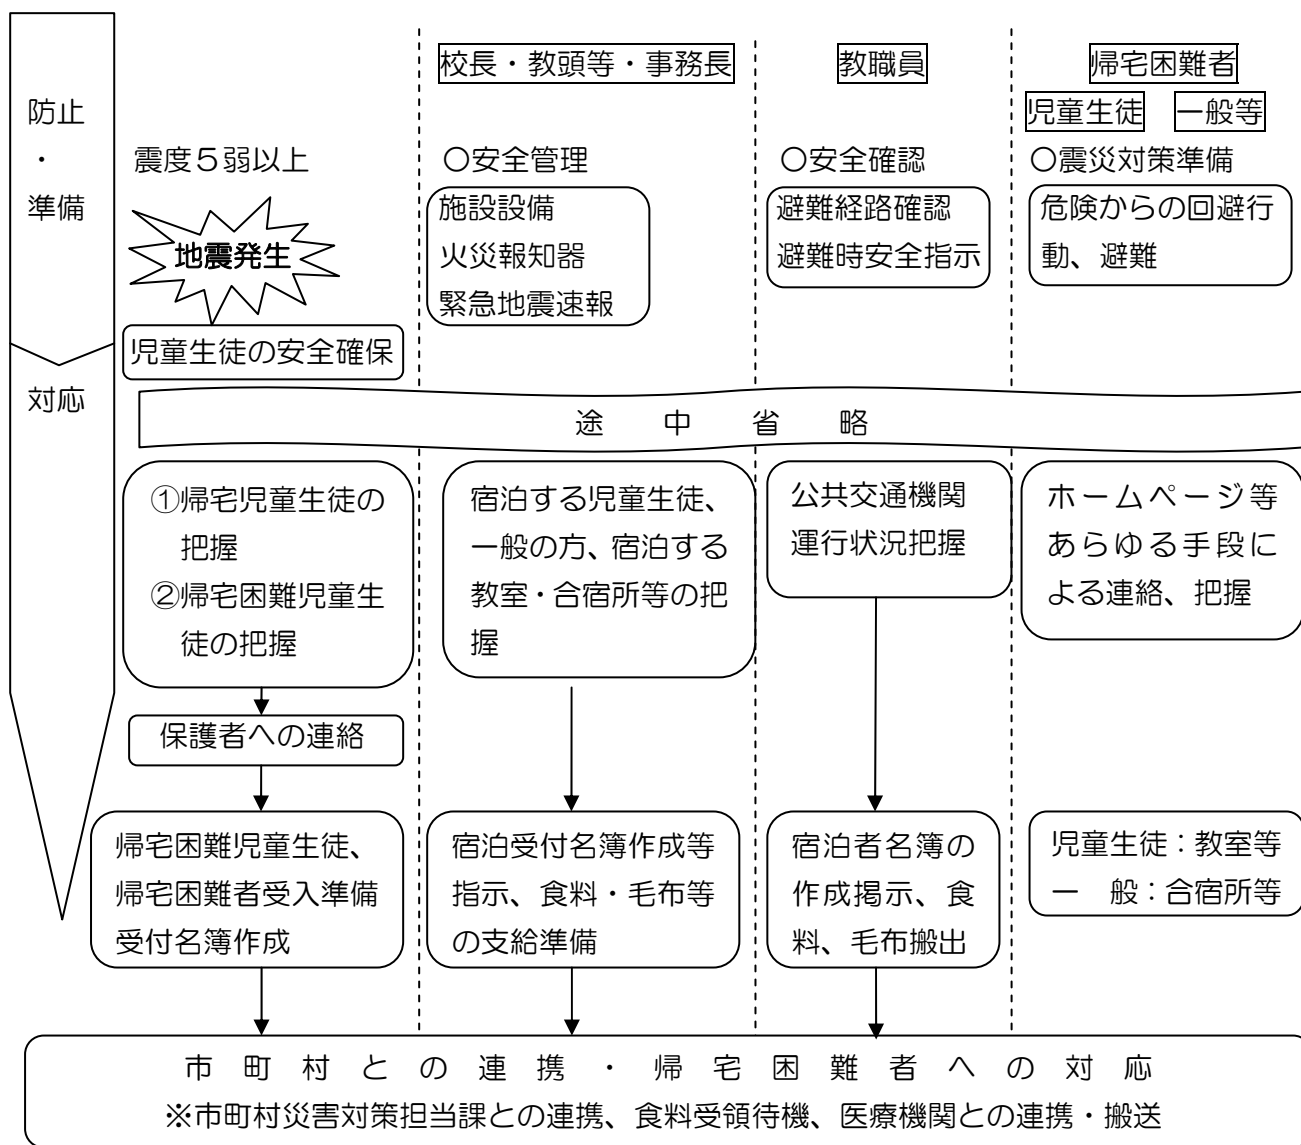 防止
・
準備
震度５弱以上
地震発生
児童生徒の安全確保
校長・教頭等・事務長
〇安全管理
施設設備
火災報知器
緊急地震速報
教職員
〇安全確認
避難経路確認
避難時安全指示
帰宅困難者
児童生徒
一般等
〇震災対策準備
危険からの回避行
動、避難
対応
途中省略
①帰宅児童生徒の
把握
②帰宅困難児童生
徒の把握
保護者への連絡
帰宅困難児童生徒、
帰宅困難者受入準備
受付名簿作成
宿泊する児童生徒、
一般の方、宿泊する
教室・合宿所等の把
握
宿泊受付名簿作成等
指示、食料・毛布等
の支給準備
公共交通機関
運行状況把握
宿泊者名簿の
作成掲示、食
料、毛布搬出
ホームページ等
あらゆる手段に
よる連絡、把握
児童生徒：教室等
一　般：合宿所等
市町村との連携・帰宅困難者への対応
※市町村災害対策担当課との連携、食料受領待機、医療機関との連携・搬送